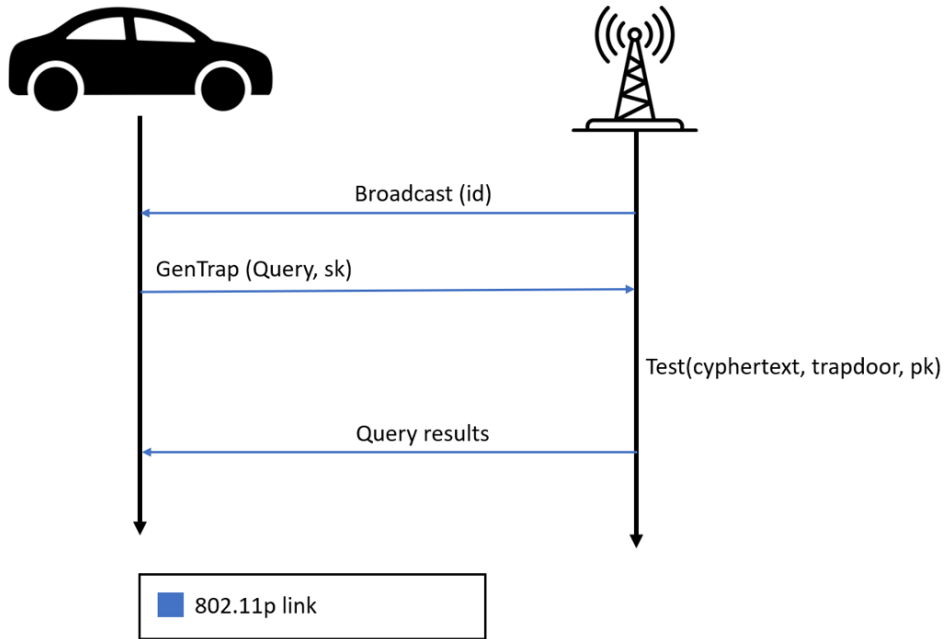 Broadcast (id)
GenTrap (Query, sk)
Test(cyphertext, trapdoor, pk)
Query results
802.11p link